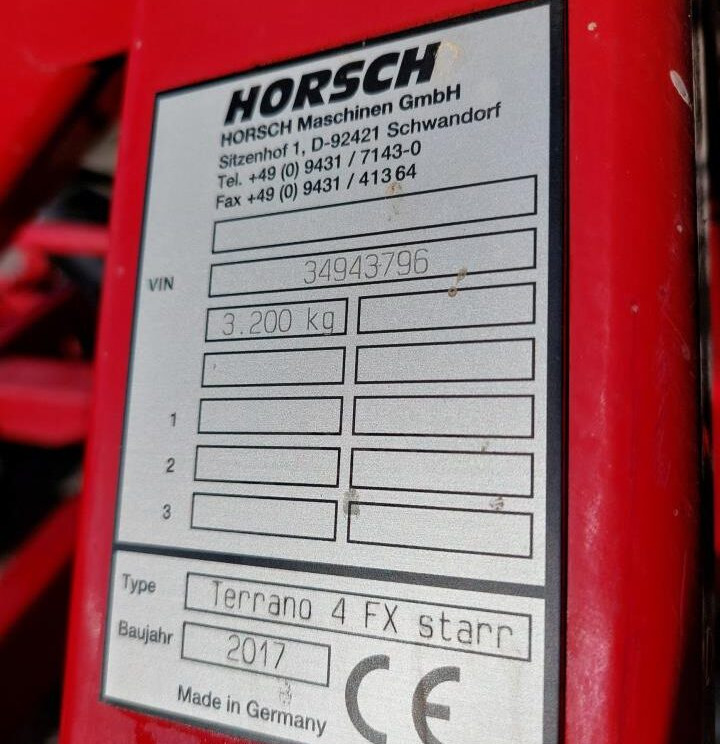 HORSCH
HORSCH Maschinen GmbH
Sitzenhof 1, D-92421 Schwandorf
Tel. +49 (0) 9431 / 7143-0
Fax +49 (0) 9431 / 41364
VIN 34943796
3.200 kg
1
2
3
Type Terrano 4 FX starr
Baujahr 2017
Made in Germany CE